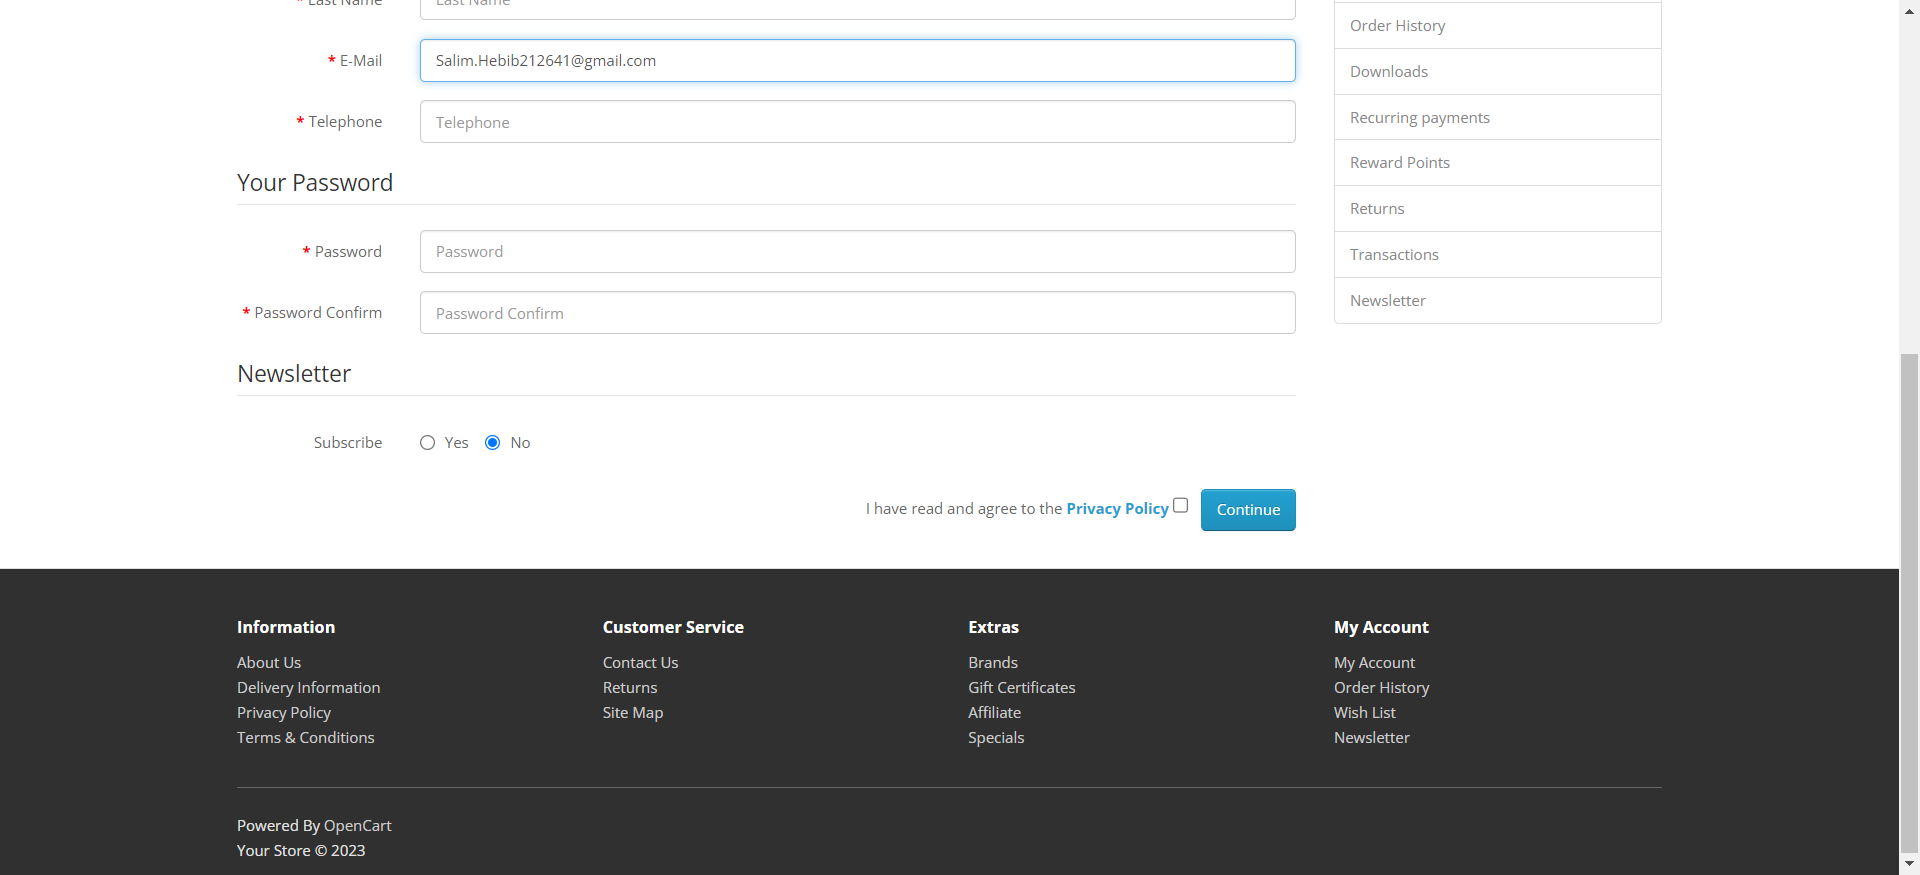 * Last Name
Last Name
* E-Mail
Salim.Hebib212641@gmail.com
* Telephone
Telephone
Your Password
* Password
Password
* Password Confirm
Password Confirm
Newsletter
Subscribe
Yes
No
I have read and agree to the Privacy Policy
Continue
Order History
Downloads
Recurring payments
Reward Points
Returns
Transactions
Newsletter
Information
About Us
Delivery Information
Privacy Policy
Terms & Conditions
Customer Service
Contact Us
Returns
Site Map
Extras
Brands
Gift Certificates
Affiliate
Specials
My Account
My Account
Order History
Wish List
Newsletter
Powered By OpenCart
Your Store © 2023